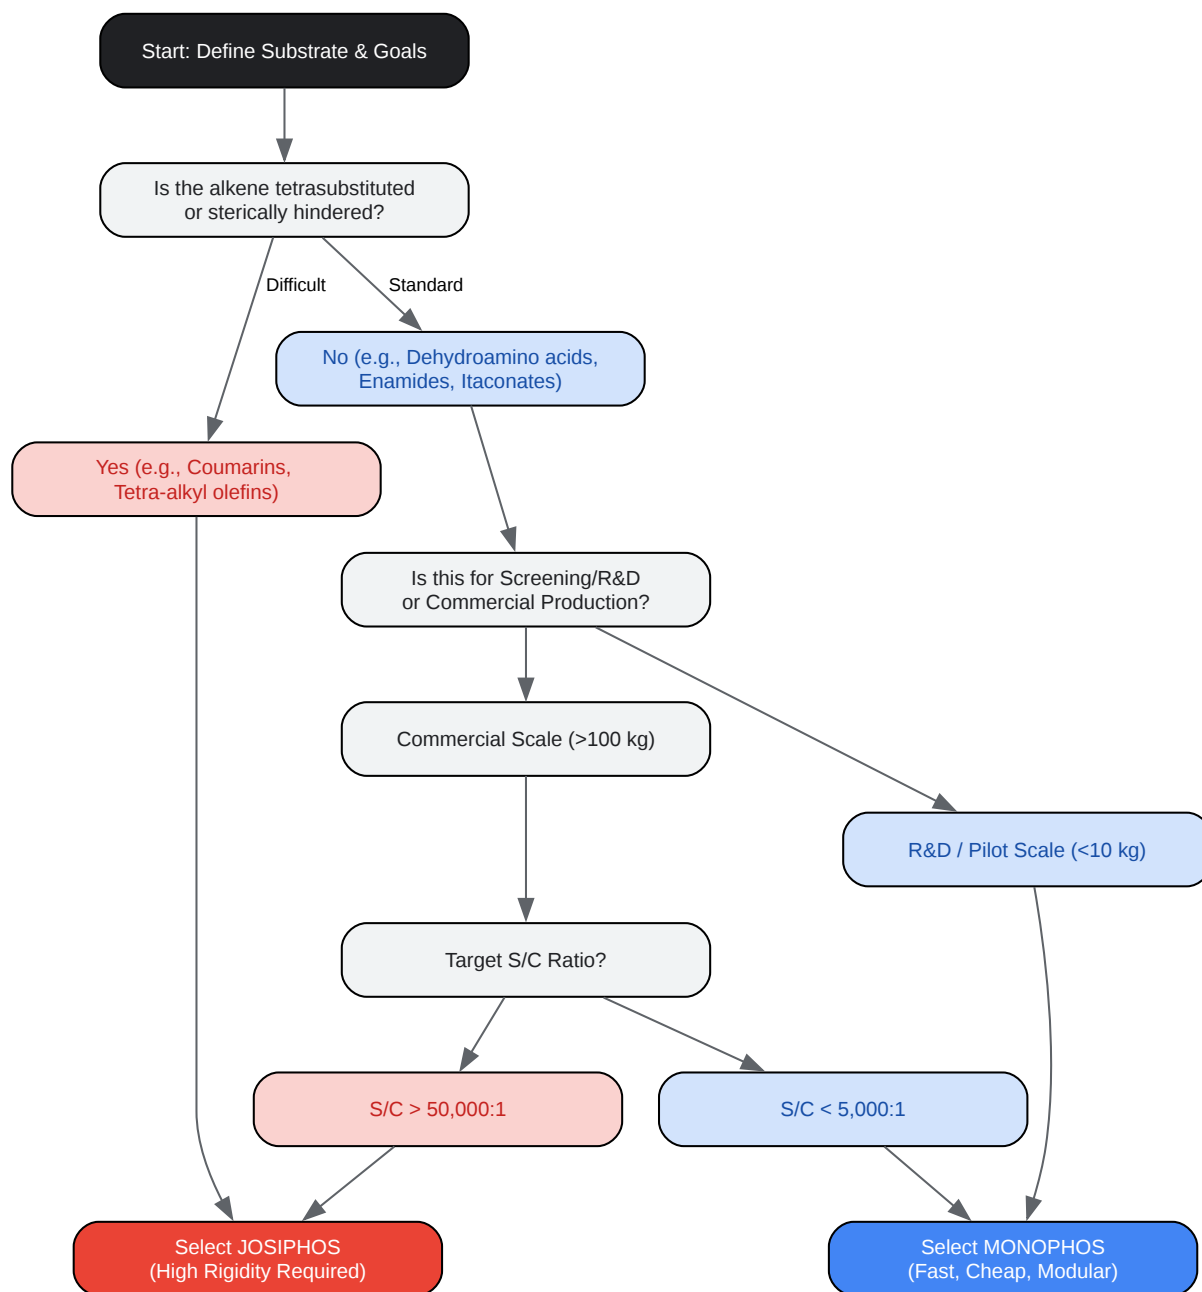 Start: Define Substrate & Goals
Is the alkene tetrasubstituted
or sterically hindered?
Difficult
Standard
No (e.g., Dehydroamino acids,
Enamides, Itaconates)
Yes (e.g., Coumarins,
Tetra-alkyl olefins)
Is this for Screening/R&D
or Commercial Production?
Commercial Scale (>100 kg)
R&D / Pilot Scale (<10 kg)
Target S/C Ratio?
S/C > 50,000:1
S/C < 5,000:1
Select JOSIPHOS
(High Rigidity Required)
Select MONOPHOS
(Fast, Cheap, Modular)